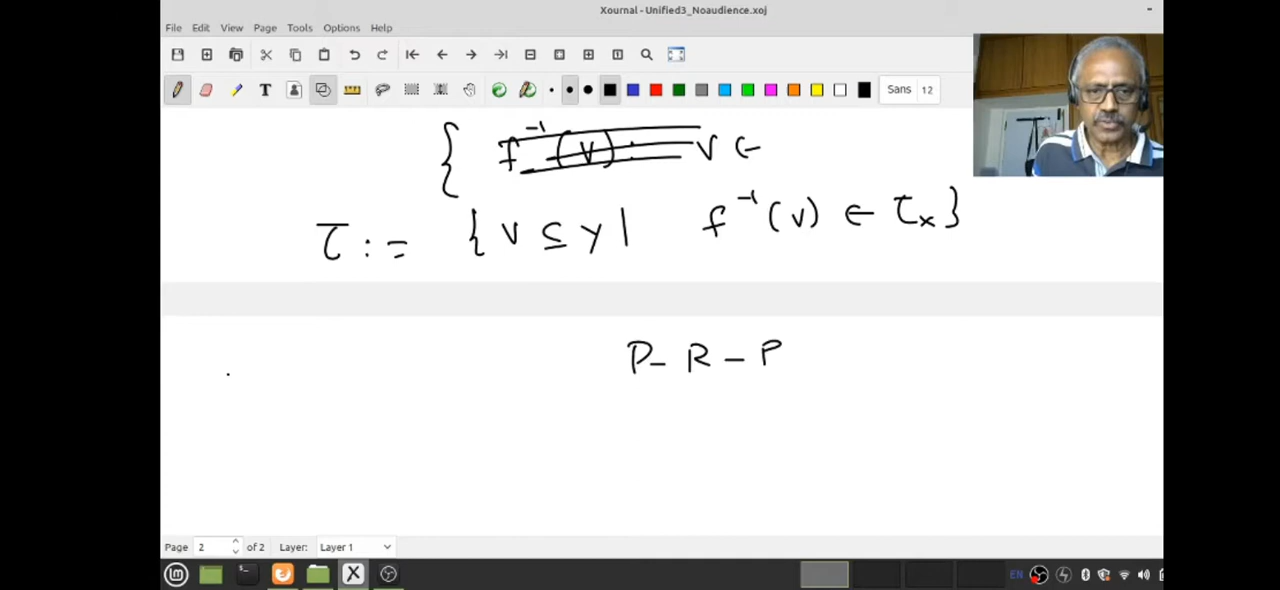 Xournal - Unified3_Noaudience.xoj
File Edit View Page Tools Options Help
Sans 12
{ f⁻¹(V) : V ∈
τ := { V ⊆ Y | f⁻¹(V) ∈ τₓ }
P - R - P
Page 2 of 2 Layer: Layer 1
EN